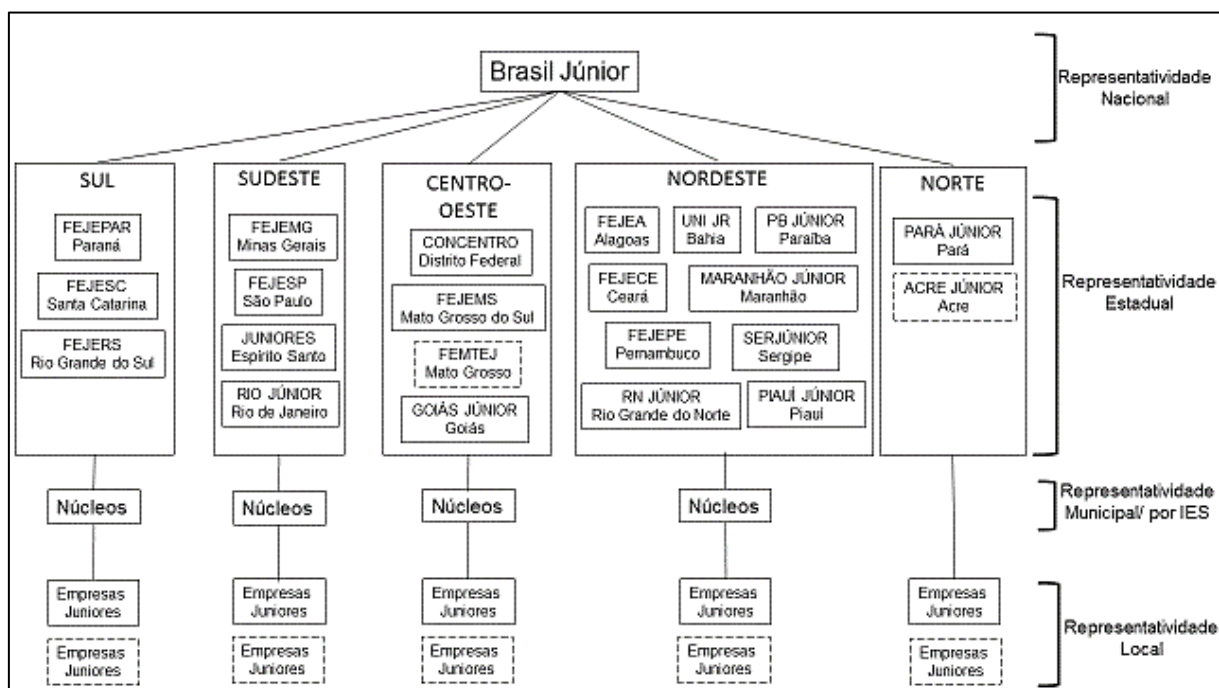 Brasil Júnior
Representatividade
Nacional
SUL
FEJEPAR
Paraná
FEJESC
Santa Catarina
FEJERS
Rio Grande do Sul
SUDESTE
FEJEMG
Minas Gerais
FEJESP
São Paulo
JUNIORES
Espírito Santo
RIO JÚNIOR
Rio de Janeiro
CENTRO-
OESTE
CONCENTRO
Distrito Federal
FEJEMS
Mato Grosso do Sul
FEMTEJ
Mato Grosso
GOIÁS JÚNIOR
Goiás
NORDESTE
FEJEA
Alagoas
UNI JR
Bahia
PB JÚNIOR
Paraíba
FEJECE
Ceará
MARANHÃO JÚNIOR
Maranhão
FEJEPE
Pernambuco
SERJÚNIOR
Sergipe
RN JÚNIOR
Rio Grande do Norte
PIAUÍ JÚNIOR
Piauí
NORTE
PARÀ JÚNIOR
Pará
ACRE JÚNIOR
Acre
Representatividade
Estadual
Núcleos
Núcleos
Núcleos
Núcleos
Representatividade
Municipal/ por IES
Empresas
Juniores
Empresas
Juniores
Empresas
Juniores
Empresas
Juniores
Empresas
Juniores
Empresas
Juniores
Empresas
Juniores
Empresas
Juniores
Empresas
Juniores
Empresas
Juniores
Representatividade
Local